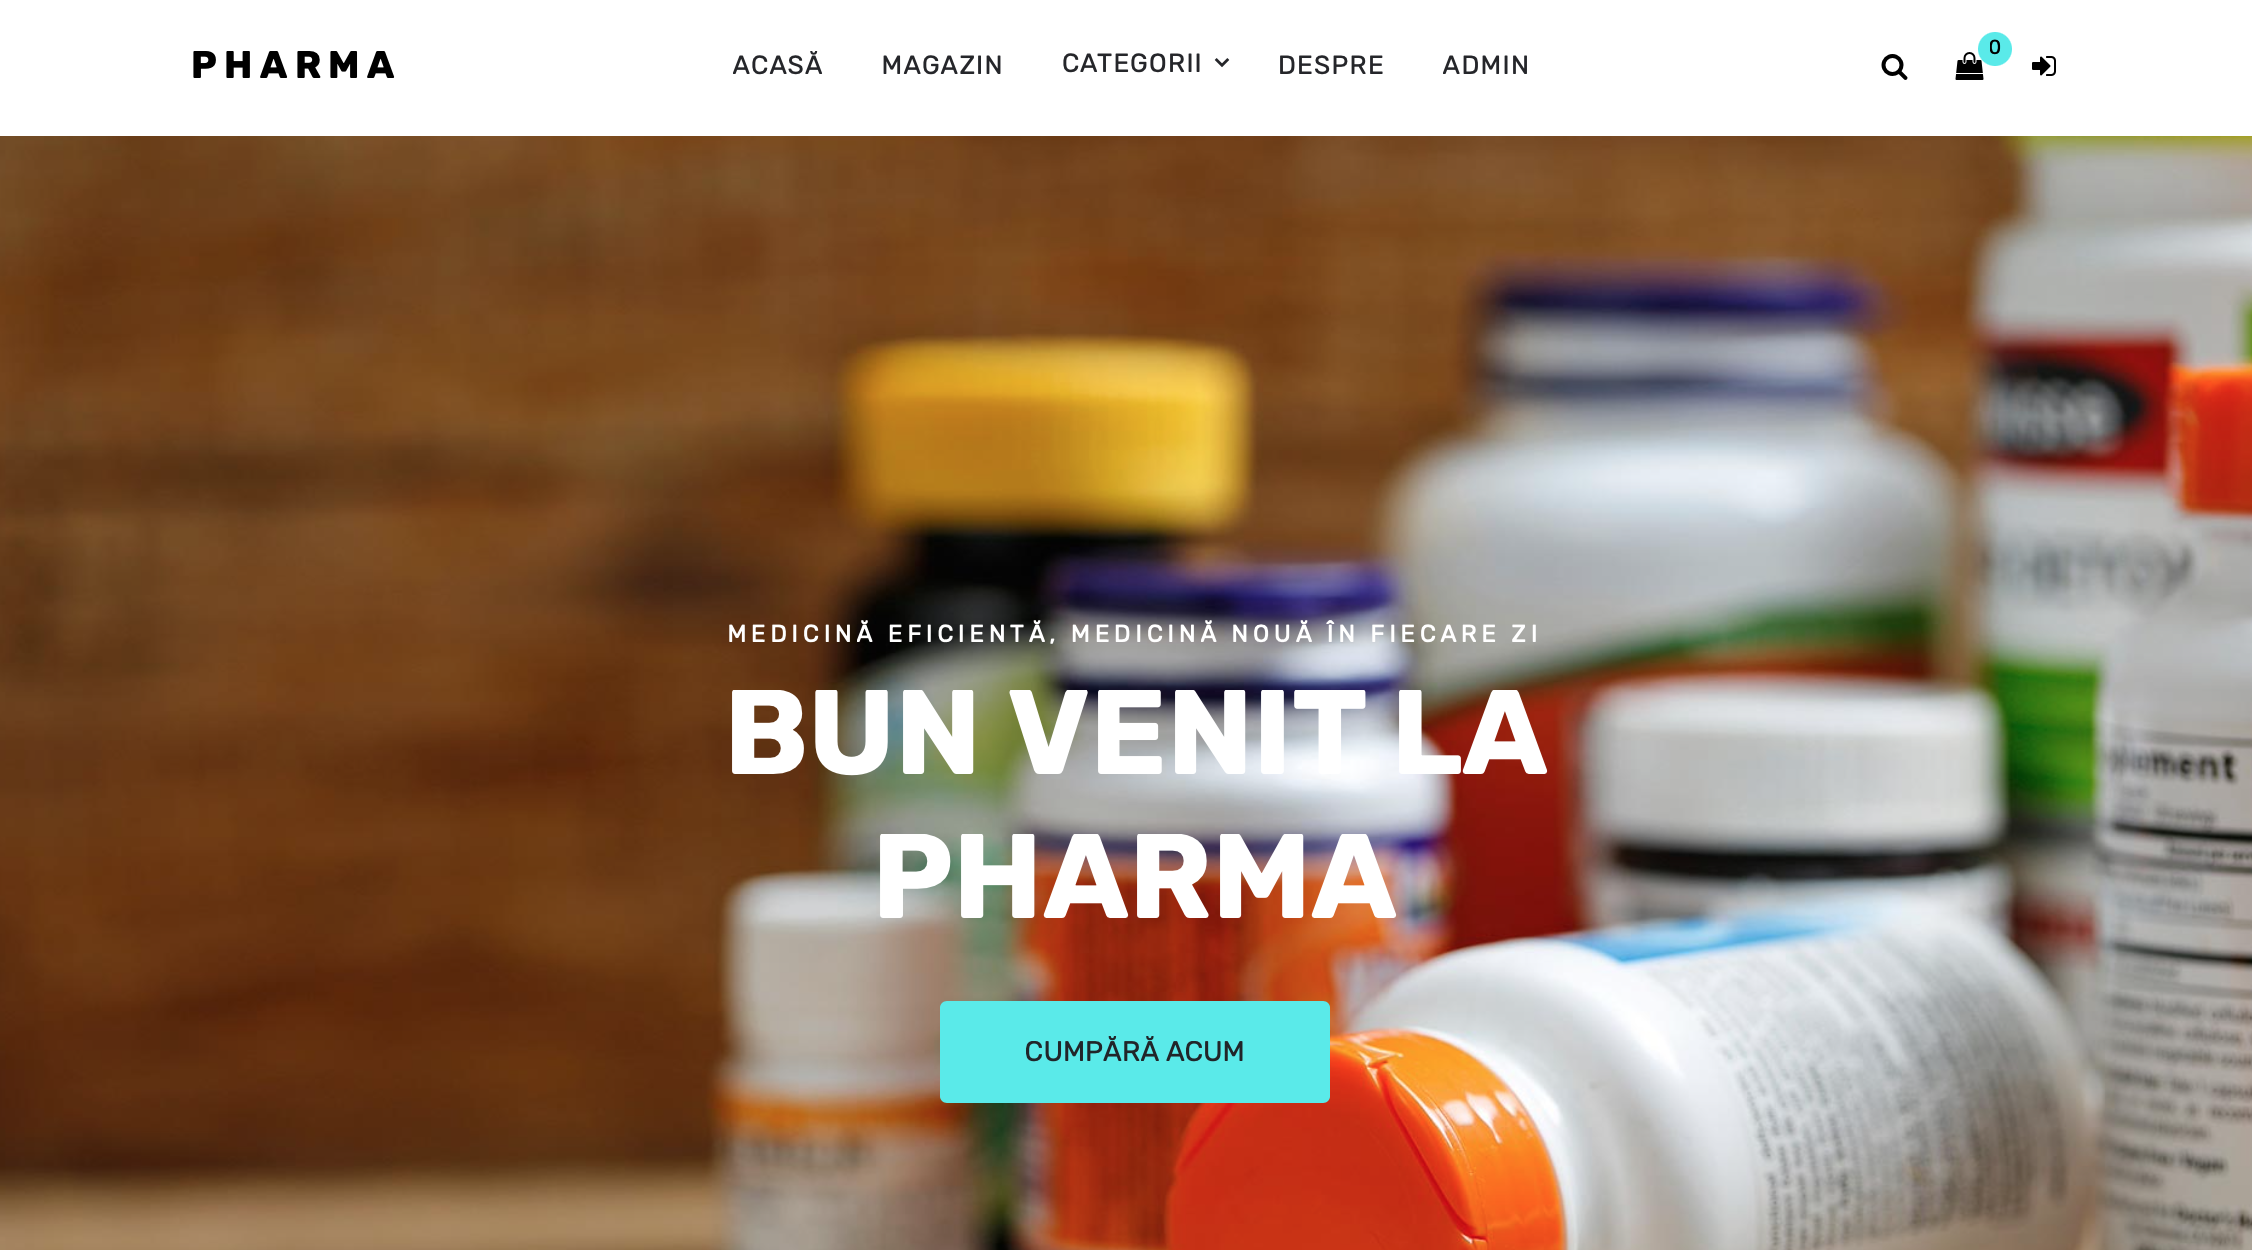 PHARMA
ACASĂ MAGAZIN CATEGORII DESPRE ADMIN
0
MEDICINĂ EFICIENTĂ, MEDICINĂ NOUĂ ÎN FIECARE ZI
BUN VENIT LA
PHARMA
CUMPĂRĂ ACUM